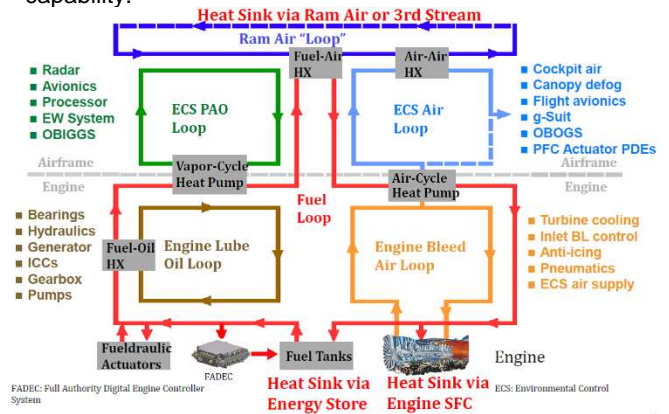 capability.
Heat Sink via Ram Air or 3rd Stream
Ram Air “Loop”
Fuel-Air
HX
Air-Air
HX
Radar
Avionics
Processor
EW System
OBIGGS
ECS PAO
Loop
ECS Air
Loop
Cockpit air
Canopy defog
Flight avionics
g-Suit
OBOGS
PFC Actuator PDEs
Airframe
Engine
Vapor-Cycle
Heat Pump
Air-Cycle
Heat Pump
Airframe
Engine
Fuel
Loop
Bearings
Hydraulics
Generator
ICCs
Gearbox
Pumps
Fuel-Oil
HX
Engine Lube
Oil Loop
Engine Bleed
Air Loop
Turbine cooling
Inlet BL control
Anti-icing
Pneumatics
ECS air supply
Fueldraulic
Actuators
FADEC
Fuel Tanks
Engine
FADEC: Full Authority Digital Engine Controller
System
Heat Sink via
Energy Store
Heat Sink via
Engine SFC
ECS: Environmental Control